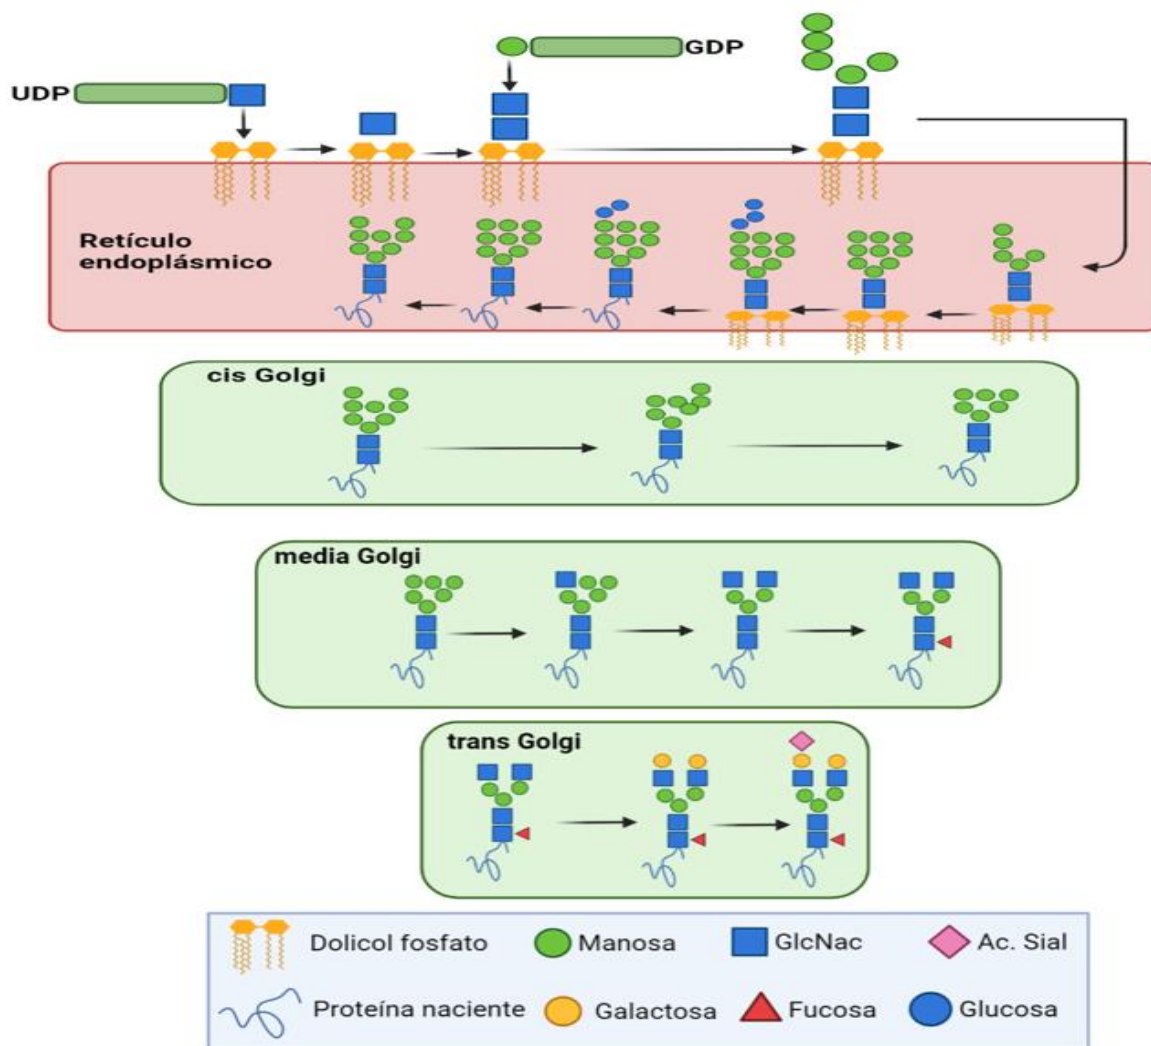 GDP
UDP
Retículo
endoplásmico
cis Golgi
media Golgi
trans Golgi
Dolicol fosfato
Manosa
GlcNac
Ac. Sial
Proteína naciente
Galactosa
Fucosa
Glucosa